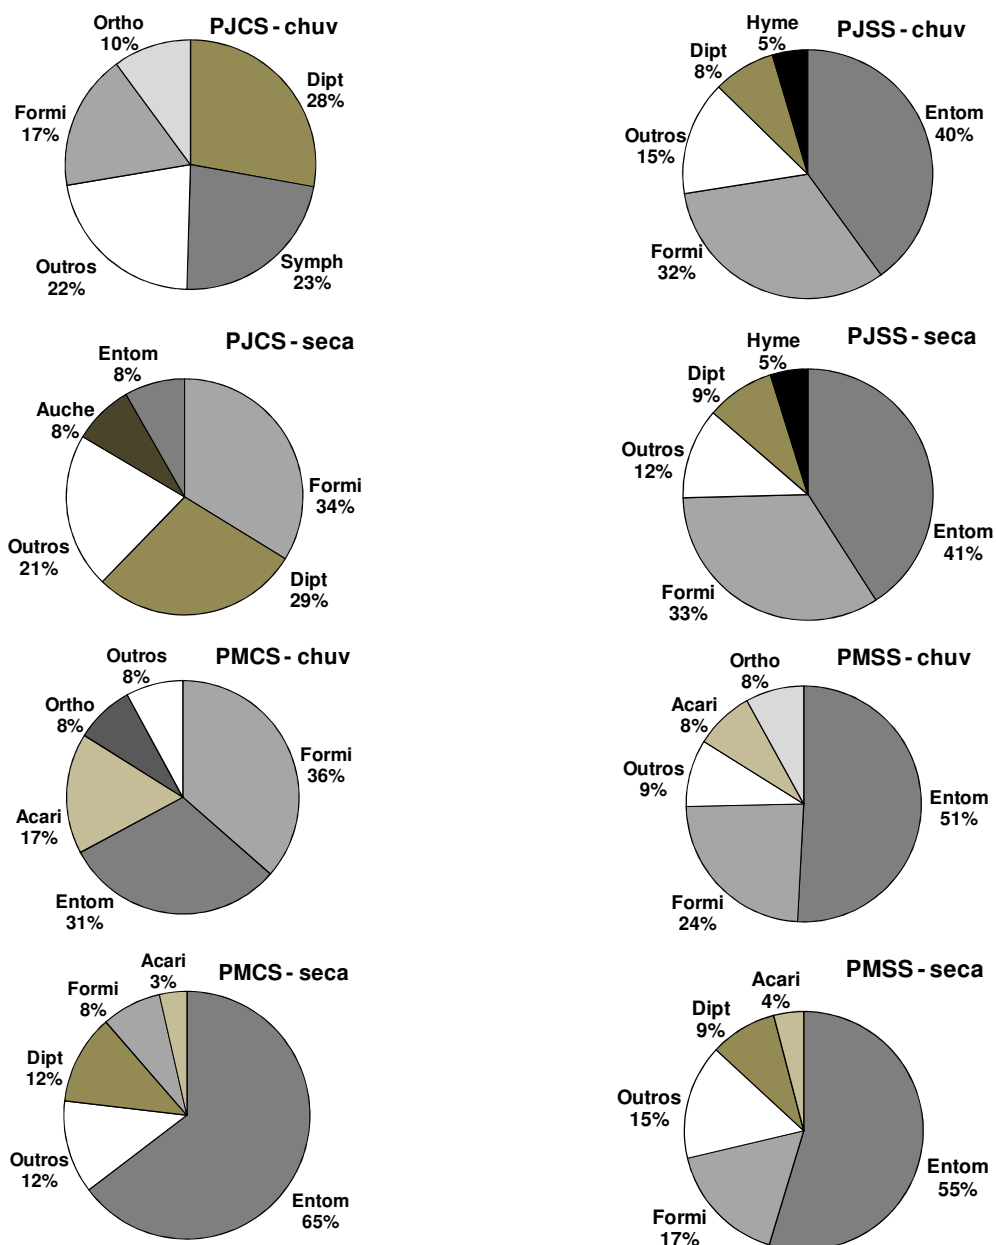 PJCS - chuv
Ortho
10%
Dipt
28%
Formi
17%
Outros
22%
Symph
23%
PJSS - chuv
Hyme
5%
Dipt
8%
Entom
40%
Outros
15%
Formi
32%
PJCS - seca
Entom
8%
Auche
8%
Formi
34%
Outros
21%
Dipt
29%
PJSS - seca
Hyme
5%
Dipt
9%
Outros
12%
Entom
41%
Formi
33%
PMCS - chuv
Outros
8%
Ortho
8%
Formi
36%
Acari
17%
Entom
31%
PMSS - chuv
Ortho
8%
Acari
8%
Outros
9%
Entom
51%
Formi
24%
PMCS - seca
Acari
3%
Formi
8%
Dipt
12%
Outros
12%
Entom
65%
PMSS - seca
Acari
4%
Dipt
9%
Outros
15%
Entom
55%
Formi
17%